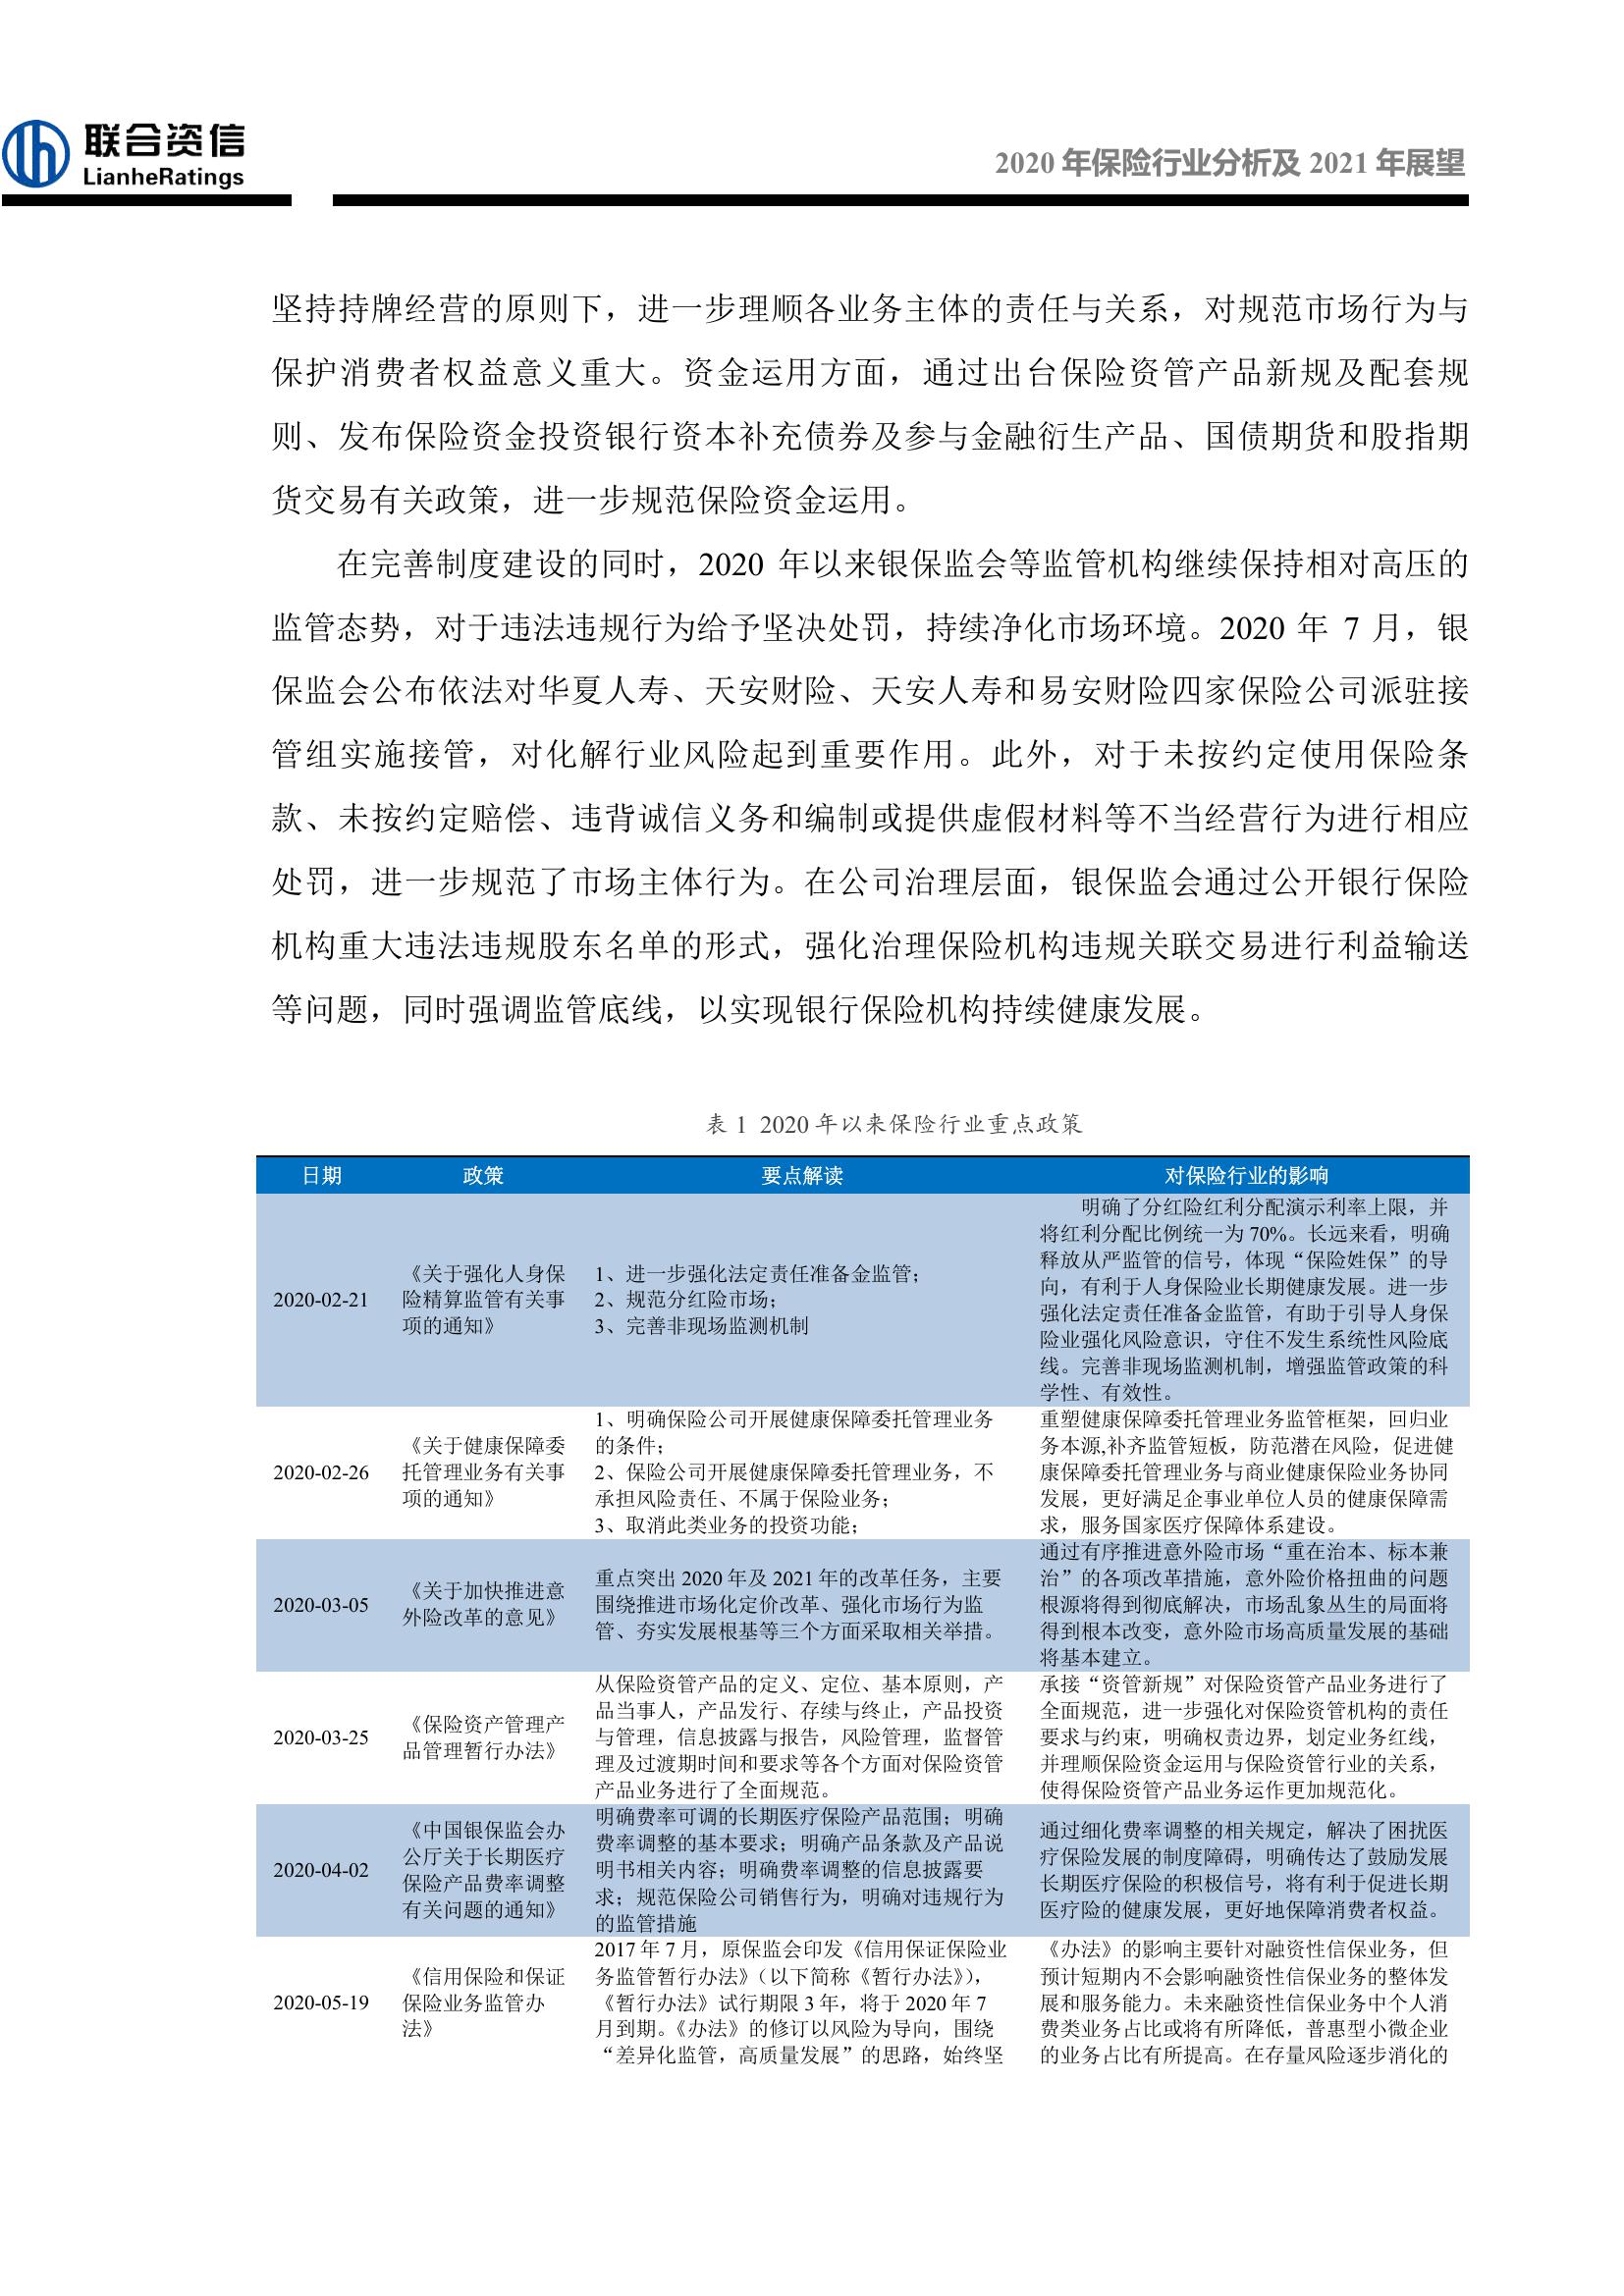 联合资信
LianheRatings
2020 年保险行业分析及 2021 年展望
坚持持牌经营的原则下，进一步理顺各业务主体的责任与关系，对规范市场行为与
保护消费者权益意义重大。资金运用方面，通过出台保险资管产品新规及配套规
则、发布保险资金投资银行资本补充债券及参与金融衍生产品、国债期货和股指期
货交易有关政策，进一步规范保险资金运用。
在完善制度建设的同时，2020 年以来银保监会等监管机构继续保持相对高压的
监管态势，对于违法违规行为给予坚决处罚，持续净化市场环境。2020 年 7 月，银
保监会公布依法对华夏人寿、天安财险、天安人寿和易安财险四家保险公司派驻接
管组实施接管，对化解行业风险起到重要作用。此外，对于未按约定使用保险条
款、未按约定赔偿、违背诚信义务和编制或提供虚假材料等不当经营行为进行相应
处罚，进一步规范了市场主体行为。在公司治理层面，银保监会通过公开银行保险
机构重大违法违规股东名单的形式，强化治理保险机构违规关联交易进行利益输送
等问题，同时强调监管底线，以实现银行保险机构持续健康发展。
表 1 2020 年以来保险行业重点政策
日期 政策 要点解读 对保险行业的影响
2020-02-21
《关于强化人身保
险精算监管有关事
项的通知》
1、进一步强化法定责任准备金监管；
2、规范分红险市场；
3、完善非现场监测机制
明确了分红险红利分配演示利率上限，并
将红利分配比例统一为 70%。长远来看，明确
释放从严监管的信号，体现“保险姓保”的导
向，有利于人身保险业长期健康发展。进一步
强化法定责任准备金监管，有助于引导人身保
险业强化风险意识，守住不发生系统性风险底
线。完善非现场监测机制，增强监管政策的科
学性、有效性。
2020-02-26
《关于健康保障委
托管理业务有关事
项的通知》
1、明确保险公司开展健康保障委托管理业务
的条件；
2、保险公司开展健康保障委托管理业务，不
承担风险责任、不属于保险业务；
3、取消此类业务的投资功能；
重塑健康保障委托管理业务监管框架，回归业
务本源,补齐监管短板，防范潜在风险，促进健
康保障委托管理业务与商业健康保险业务协同
发展，更好满足企事业单位人员的健康保障需
求，服务国家医疗保障体系建设。
2020-03-05
《关于加快推进意
外险改革的意见》
重点突出 2020 年及 2021 年的改革任务，主要
围绕推进市场化定价改革、强化市场行为监
管、夯实发展根基等三个方面采取相关举措。
通过有序推进意外险市场“重在治本、标本兼
治”的各项改革措施，意外险价格扭曲的问题
根源将得到彻底解决，市场乱象丛生的局面将
得到根本改变，意外险市场高质量发展的基础
将基本建立。
2020-03-25
《保险资产管理产
品管理暂行办法》
从保险资管产品的定义、定位、基本原则，产
品当事人，产品发行、存续与终止，产品投资
与管理，信息披露与报告，风险管理，监督管
理及过渡期时间和要求等各个方面对保险资管
产品业务进行了全面规范。
承接“资管新规”对保险资管产品业务进行了
全面规范，进一步强化对保险资管机构的责任
要求与约束，明确权责边界，划定业务红线，
并理顺保险资金运用与保险资管行业的关系，
使得保险资管产品业务运作更加规范化。
2020-04-02
《中国银保监会办
公厅关于长期医疗
保险产品费率调整
有关问题的通知》
明确费率可调的长期医疗保险产品范围；明确
费率调整的基本要求；明确产品条款及产品说
明书相关内容；明确费率调整的信息披露要
求；规范保险公司销售行为，明确对违规行为
的监管措施
通过细化费率调整的相关规定，解决了困扰医
疗保险发展的制度障碍，明确传达了鼓励发展
长期医疗保险的积极信号，将有利于促进长期
医疗险的健康发展，更好地保障消费者权益。
2020-05-19
《信用保险和保证
保险业务监管办
法》
2017 年 7 月，原保监会印发《信用保证保险业
务监管暂行办法》（以下简称《暂行办法》），
《暂行办法》试行期限 3 年，将于 2020 年 7
月到期。《办法》的修订以风险为导向，围绕
“差异化监管，高质量发展”的思路，始终坚
《办法》的影响主要针对融资性信保业务，但
预计短期内不会影响融资性信保业务的整体发
展和服务能力。未来融资性信保业务中个人消
费类业务占比或将有所降低，普惠型小微企业
的业务占比有所提高。在存量风险逐步消化的